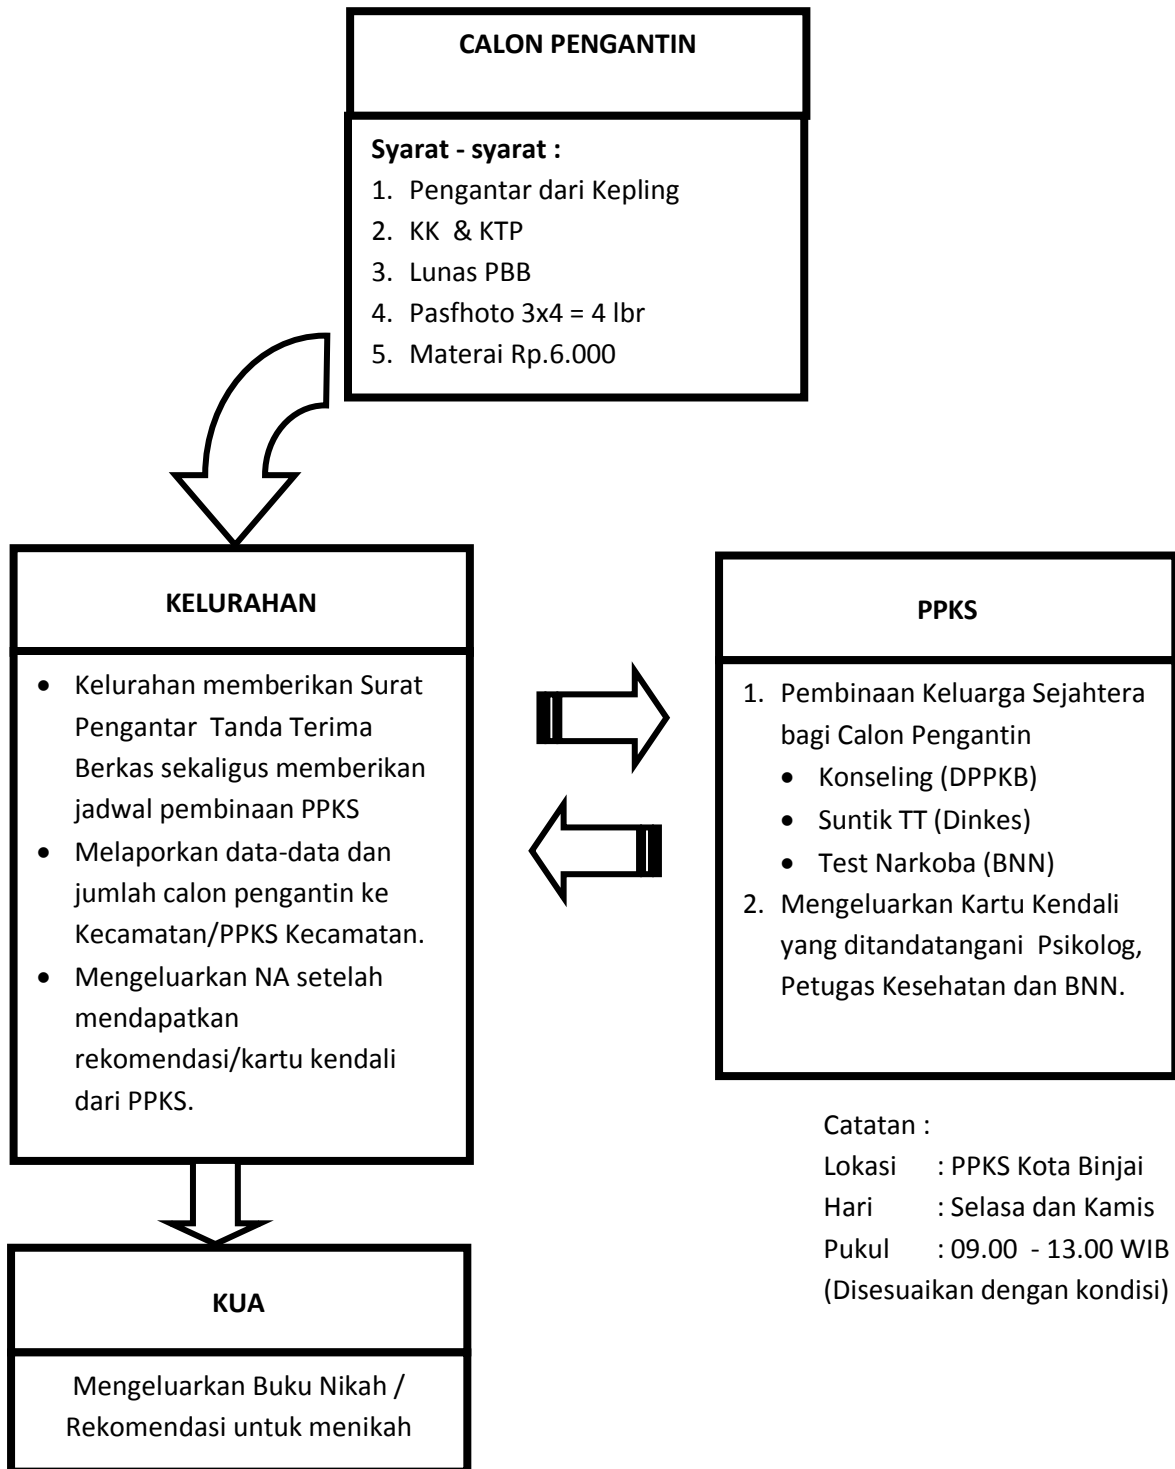 CALON PENGANTIN
Syarat - syarat :
1. Pengantar dari Kepling
2. KK & KTP
3. Lunas PBB
4. Pasfhoto 3x4 = 4 lbr
5. Materai Rp.6.000
KELURAHAN
• Kelurahan memberikan Surat
Pengantar Tanda Terima
Berkas sekaligus memberikan
jadwal pembinaan PPKS
• Melaporkan data-data dan
jumlah calon pengantin ke
Kecamatan/PPKS Kecamatan.
• Mengeluarkan NA setelah
mendapatkan
rekomendasi/kartu kendali
dari PPKS.
PPKS
1. Pembinaan Keluarga Sejahtera
bagi Calon Pengantin
• Konseling (DPPKB)
• Suntik TT (Dinkes)
• Test Narkoba (BNN)
2. Mengeluarkan Kartu Kendali
yang ditandatangani Psikolog,
Petugas Kesehatan dan BNN.
Catatan :
Lokasi : PPKS Kota Binjai
Hari : Selasa dan Kamis
Pukul : 09.00 - 13.00 WIB
(Disesuaikan dengan kondisi)
KUA
Mengeluarkan Buku Nikah /
Rekomendasi untuk menikah